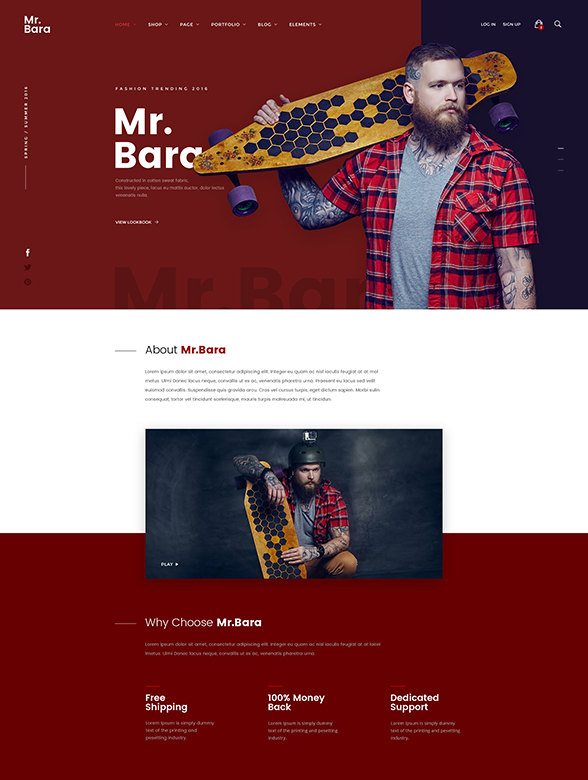 Mr.
Bara
HOME SHOP PAGE PORTFOLIO BLOG ELEMENTS
LOG IN SIGN UP
SPRING / SUMMER 2016
FASHION TRENDING 2016
Mr.
Bara
Constructed in cotton sweat fabric,
this lovely piece, lacus eu mattis auctor, dolor lectus
venenatis nulla.
VIEW LOOKBOOK
Mr.Bara
About Mr.Bara
Lorem ipsum dolor sit amet, consectetur adipiscing elit. Integer eu quam ac nisl iaculis feugiat at at mal
metus. Ulmi Donec lacus neque, convallis ut ex ac, venenatis pharetra urna. Praesent eu lacus sed velit
euismod convallis. Suspendisse quis gravida arcu. Cras vel cursus turpis, eget dictum sapien. Morbi sulin
consequat, tortor vel tincidunt scelerisque, mauris turpis malesuada mi, ut tincidun.
PLAY
Why Choose Mr.Bara
Lorem ipsum dolor sit amet, consectetur adipiscing elit. Integer eu quam ac nisl iaculis feugiat at at hend
metus. Ulmi Donec lacus neque, convallis ut ex ac, venenatis pharetra urna.
Free
Shipping
Lorem Ipsum is simply dummy
text of the printing and
pesetting industry.
100% Money
Back
Lorem Ipsum is simply dummy
text of the printing and pesetting
industry.
Dedicated
Support
Lorem Ipsum is simply dummy
text of the printing and pesetting
industry.